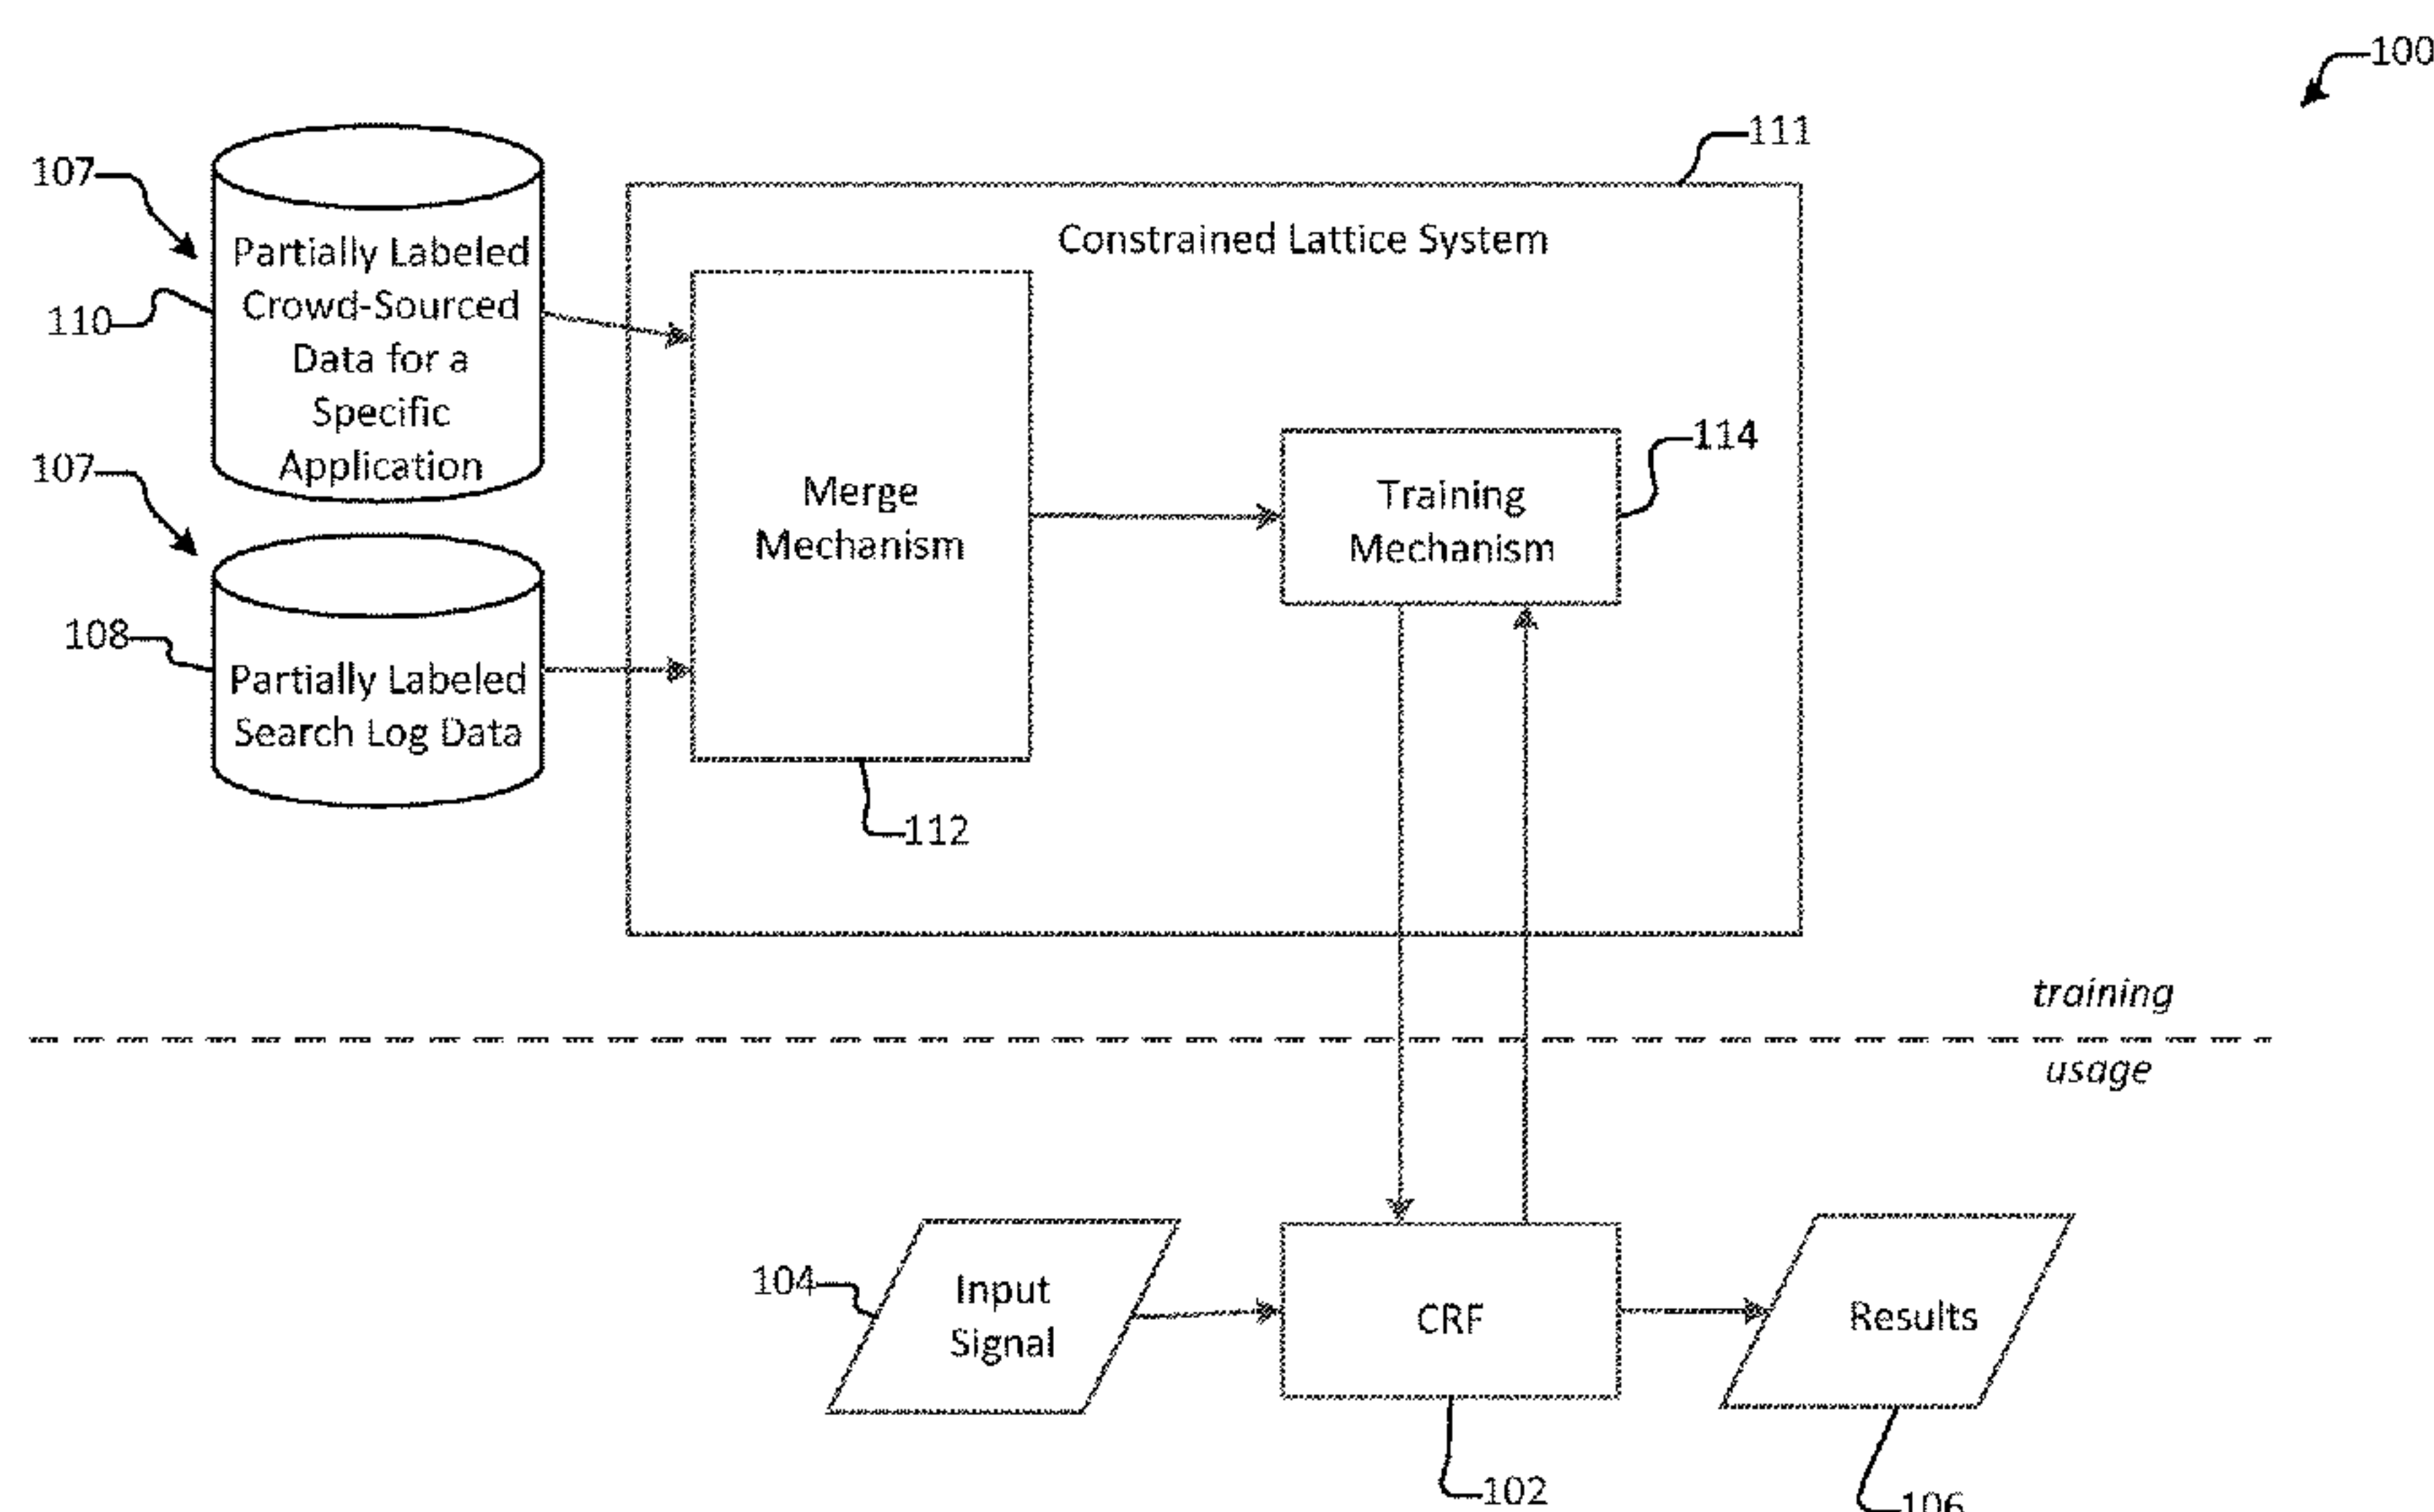 100
111
107
Constrained Lattice System
Partially Labeled
Crowd-Sourced
Data for a
Specific
Application
110
107
114
Merge
Mechanism
Training
Mechanism
108
Partially Labeled
Search Log Data
112
training
usage
104
Input
Signal
CRF
Results
102
106